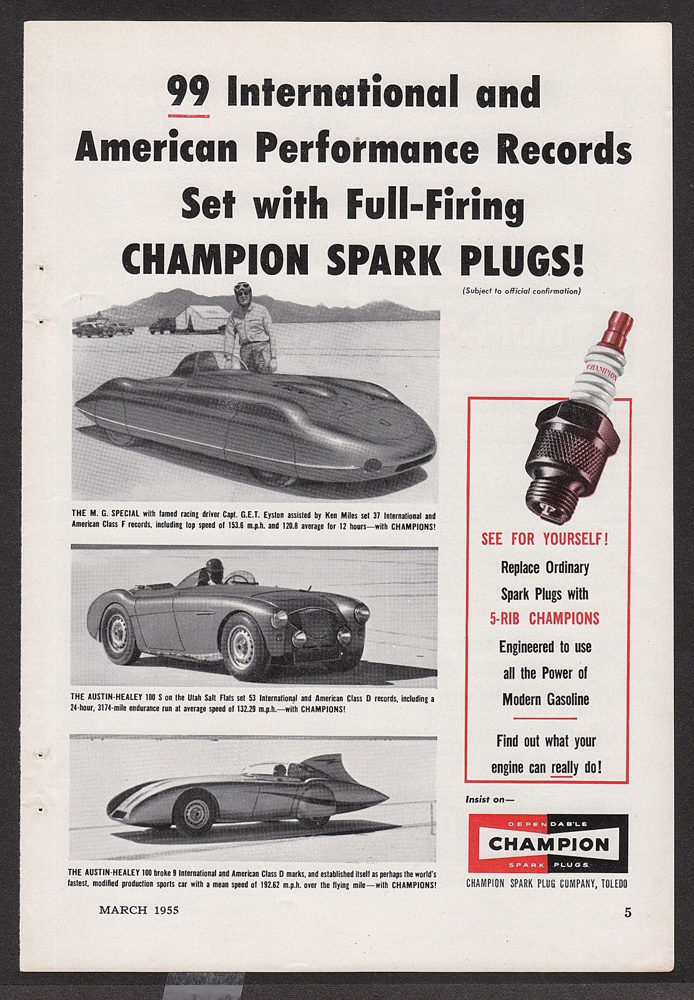 99 International and
American Performance Records
Set with Full-Firing
CHAMPION SPARK PLUGS!
(Subject to official confirmation)
THE M. G. SPECIAL with famed racing driver Capt. G.E.T. Eyston assisted by Ken Miles set 37 International and
American Class F records, including top speed of 153.6 m.p.h. and 120.8 average for 12 hours—with CHAMPIONS!
THE AUSTIN-HEALEY 100 S on the Utah Salt Flats set 53 International and American Class D records, including a
24-hour, 3174-mile endurance run at average speed of 132.29 m.p.h.—with CHAMPIONS!
THE AUSTIN-HEALEY 100 broke 9 International and American Class D marks, and established itself as perhaps the world's
fastest, modified production sports car with a mean speed of 192.62 m.p.h. over the flying mile—with CHAMPIONS!
CHAMPION
SEE FOR YOURSELF!
Replace Ordinary
Spark Plugs with
5-RIB CHAMPIONS
Engineered to use
all the Power of
Modern Gasoline
Find out what your
engine can really do!
Insist on—
DEPENDABLE
CHAMPION
SPARK PLUGS
CHAMPION SPARK PLUG COMPANY, TOLEDO
MARCH 1955
5